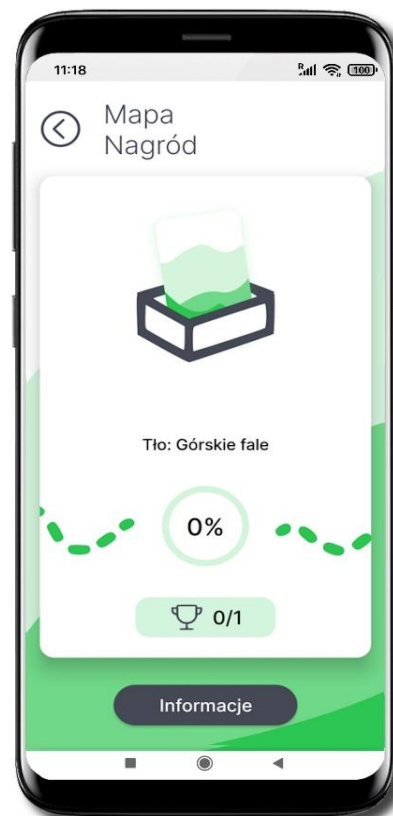 11:18
R
100
Mapa
Nagród
Tło: Górskie fale
0%
0/1
Informacje